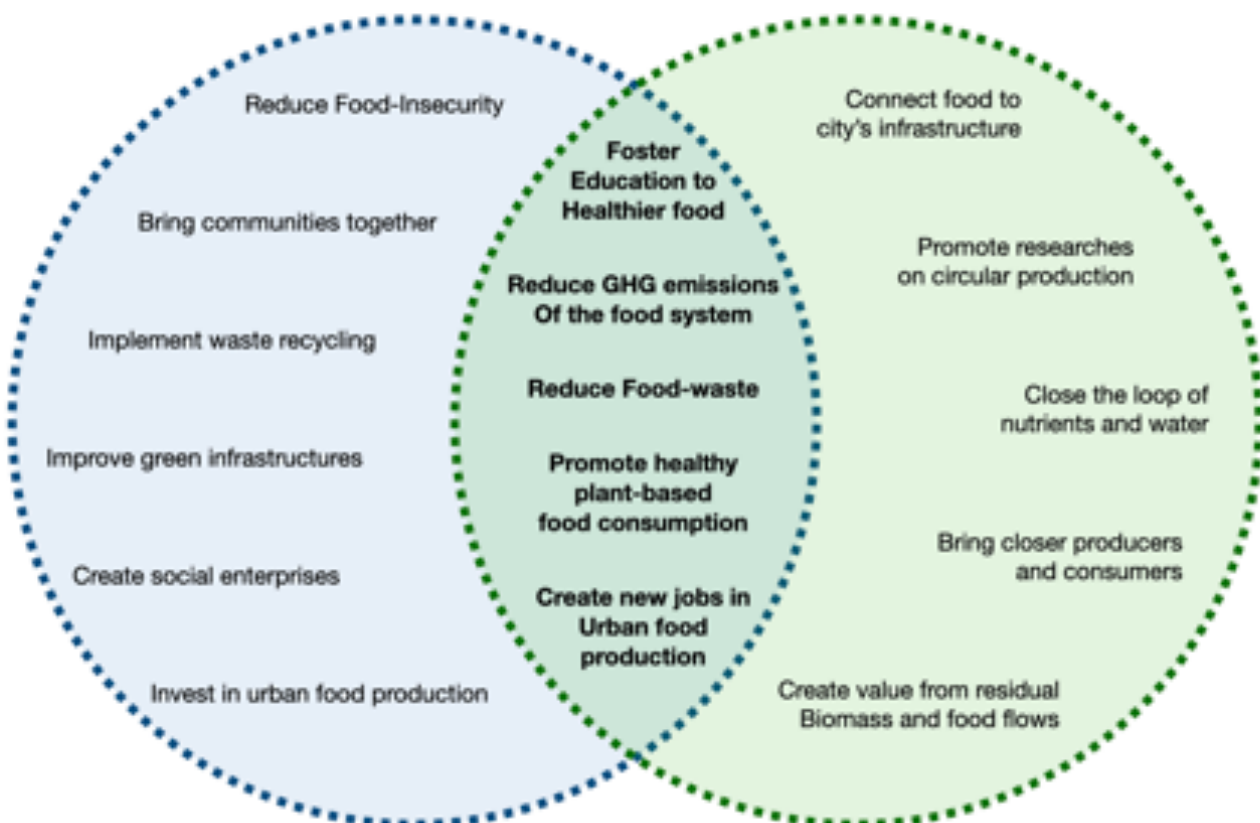 Reduce Food-Insecurity
Bring communities together
Implement waste recycling
Improve green infrastructures
Create social enterprises
Invest in urban food production
Foster
Education to
Healthier food
Reduce GHG emissions
Of the food system
Reduce Food-waste
Promote healthy
plant-based
food consumption
Create new jobs in
Urban food
production
Connect food to
city's infrastructure
Promote researches
on circular production
Close the loop of
nutrients and water
Bring closer producers
and consumers
Create value from residual
Biomass and food flows